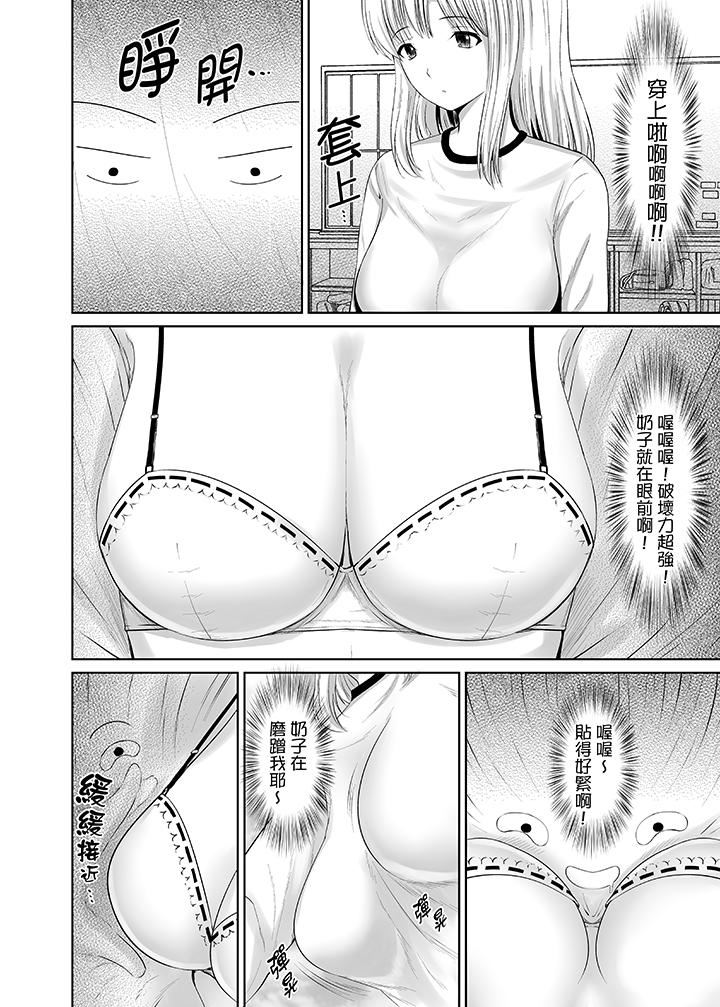 穿上啦啊啊啊啊!!
套上…
睜開…
喔喔喔！破壞力超強！
奶子就在眼前啊！
喔喔～
貼得好緊啊！
奶子在
磨蹭我耶～
彈晃
彈晃
緩緩接近…